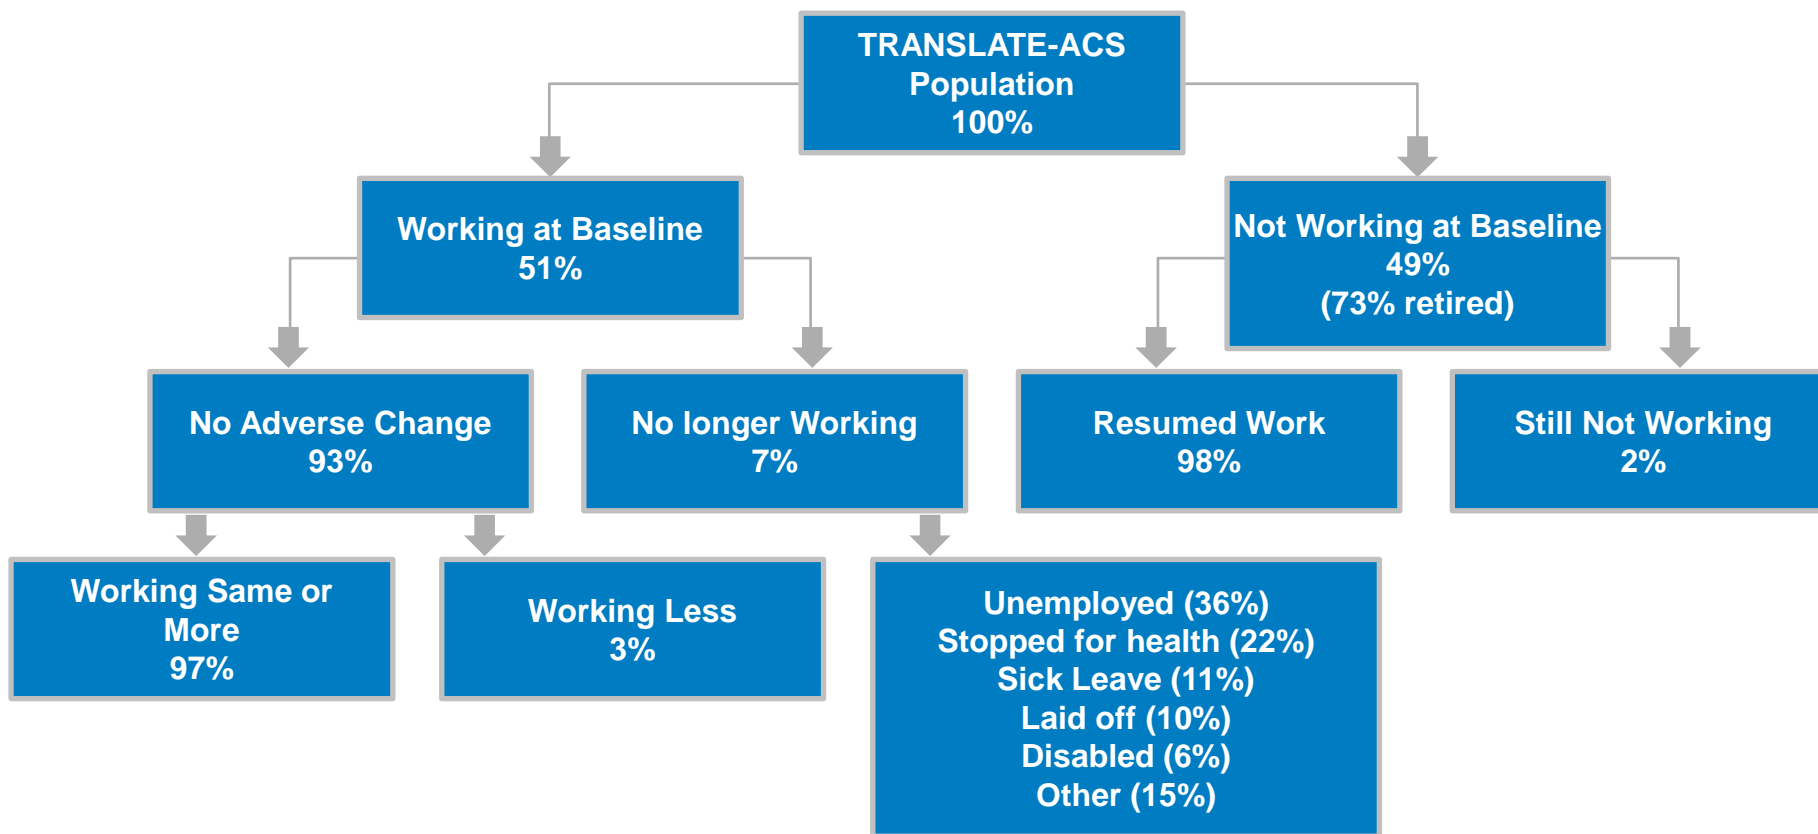 TRANSLATE-ACS
Population
100%
Working at Baseline
51%
Not Working at Baseline
49%
(73% retired)
No Adverse Change
93%
No longer Working
7%
Resumed Work
98%
Still Not Working
2%
Working Same or
More
97%
Working Less
3%
Unemployed (36%)
Stopped for health (22%)
Sick Leave (11%)
Laid off (10%)
Disabled (6%)
Other (15%)